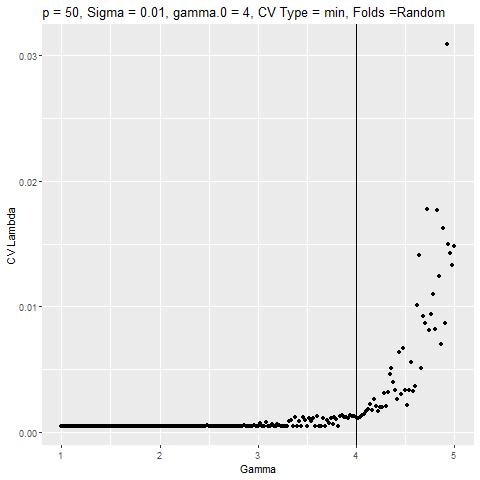 p = 50, Sigma = 0.01, gamma.0 = 4, CV Type = min, Folds =Random
0.03
0.02
0.01
0.00
CV Lambda
1 2 3 4 5
Gamma